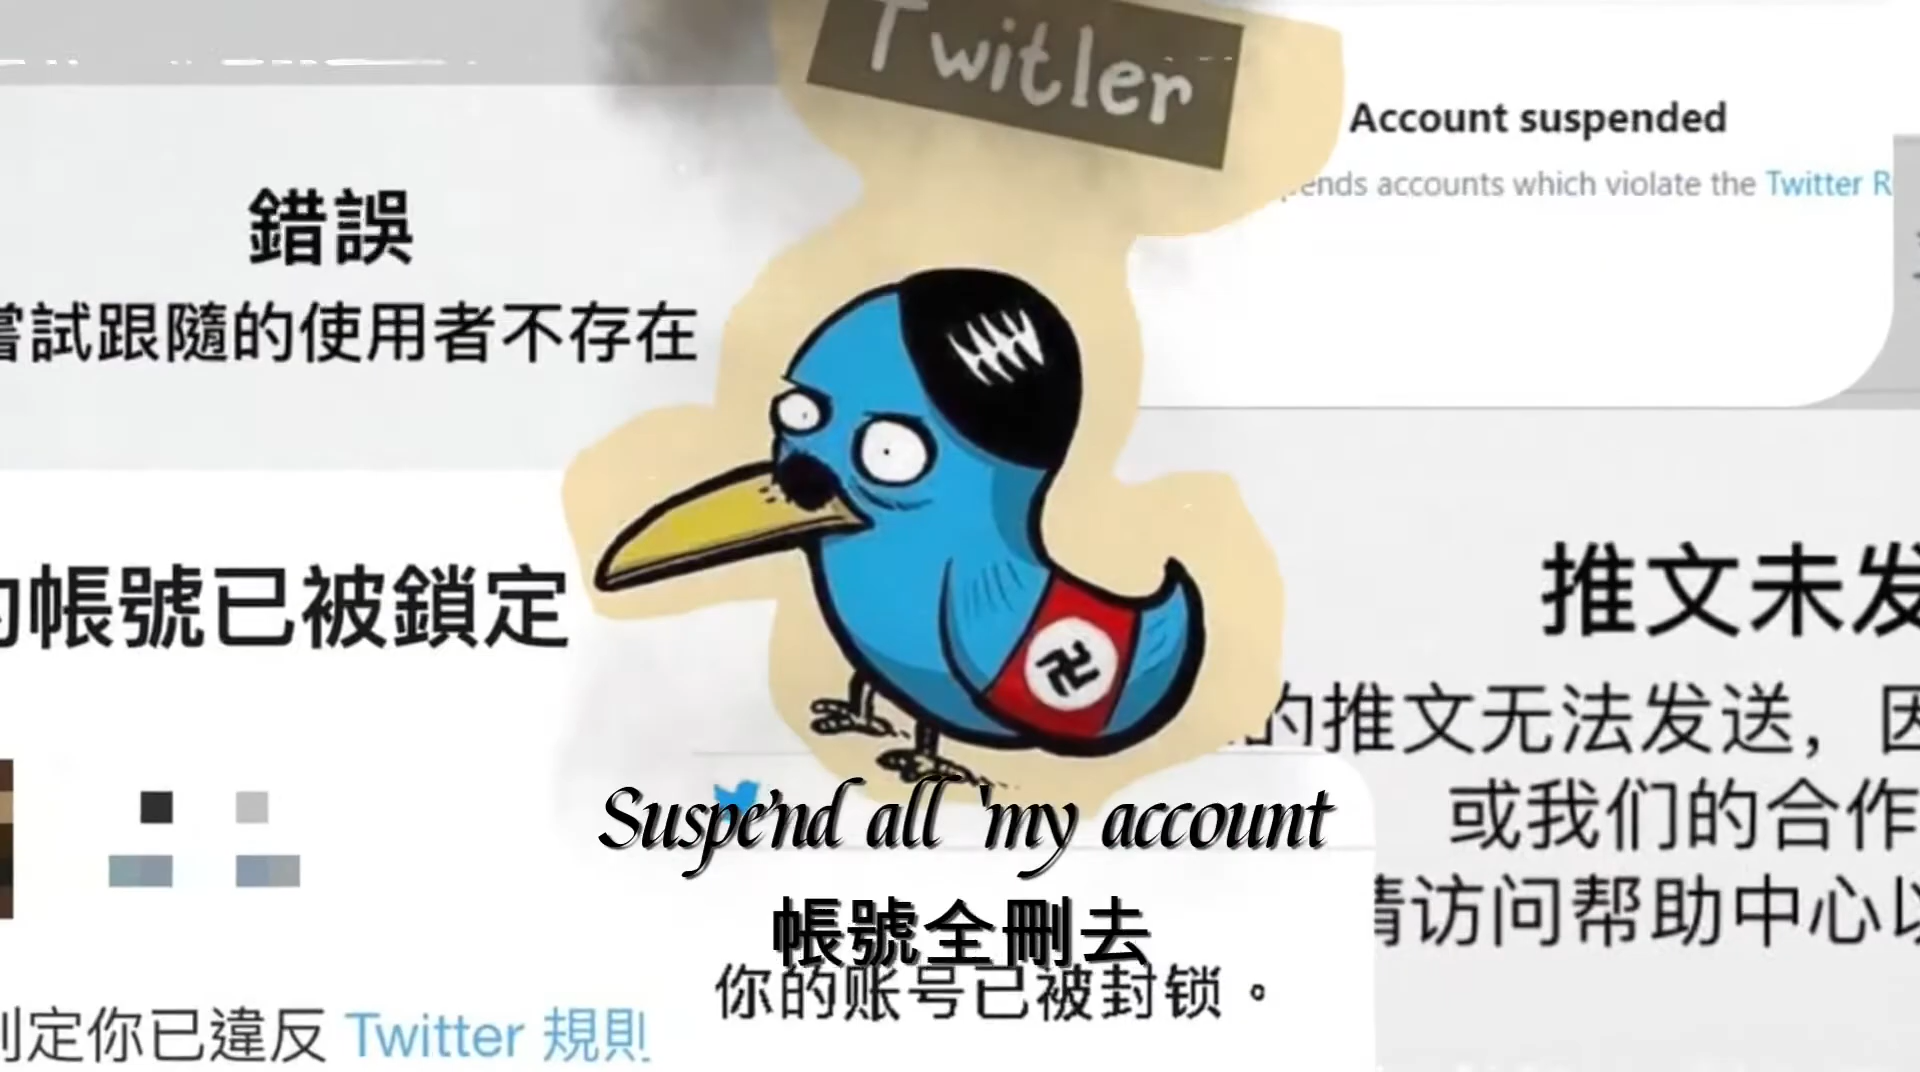 Twitler
Account suspended
ends accounts which violate the Twitter R
錯誤
嘗試跟隨的使用者不存在
的帳號已被鎖定
推文未发
的推文无法发送，因
或我们的合作
请访问帮助中心以
Suspend all my account
帳號全刪去
你的账号已被封锁。
判定你已違反 Twitter 規則